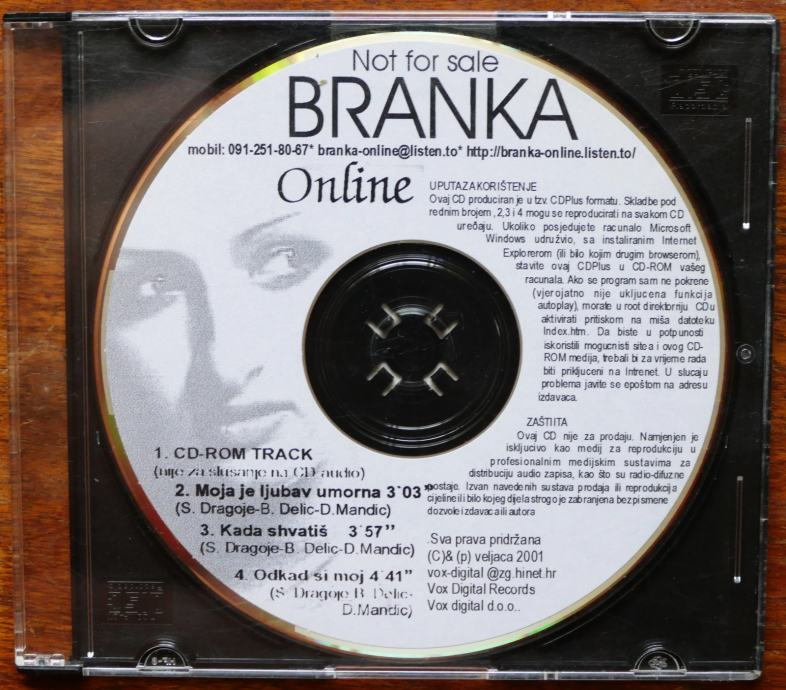 Not for sale
BRANKA
mobil: 091-251-80-67* branka-online@listen.to* http://branka-online.listen.to/
Online
UPUTA ZA KORIŠTENJE
Ovaj CD produciran je u tzv. CDPlus formatu. Skladbe pod
rednim brojem ,2,3 i 4 mogu se reproducirati na svakom CD
uređaju. Ukoliko posjedujete racunalo Microsoft
Windows udruživo, sa instaliranim Internet
Explorerom (ili bilo kojim drugim browserom),
stavite ovaj CDPlus u CD-ROM vašeg
racunala. Ako se program sam ne pokrene
(vjerojatno nije ukljucena funkcija
autoplay), morate u root direktoriju CDu
aktivirati pritiskom na miša datoteku
Index.htm. Da biste u potpunosti
iskoristili mogucnisti sitea i ovog CD-
ROM medija, trebali bi za vrijeme rada
biti prikljuceni na Intrenet. U slucaju
problema javite se epoštom na adresu
izdavaca.
ZAŠTIITA
Ovaj CD nije za prodaju. Namjenjen je
iskljucivo kao medij za reprodukciju u
profesionalnim medijskim sustavima za
distribuciju audio zapisa, kao što su radio-difuzne
postaje. Izvan navedenih sustava prodaja ili reprodukcija
cijeline ili bilo kojeg dijela strogo je zabranjena bez pismene
dozvole izdavaca ili autora
1. CD-ROM TRACK
(nije za slusanje na CD audio)
2. Moja je ljubav umorna 3`03"
(S. Dragoje-B. Delic-D.Mandic)
3. Kada shvatiš 3`57"
(S. Dragoje-B. Delic-D.Mandic)
4. Odkad si moj 4`41"
(S. Dragoje B. Delic-
D.Mandic)
.Sva prava pridržana
(C)& (p) veljaca 2001
vox-digital @zg.hinet.hr
Vox Digital Records
Vox digital d.o.o..